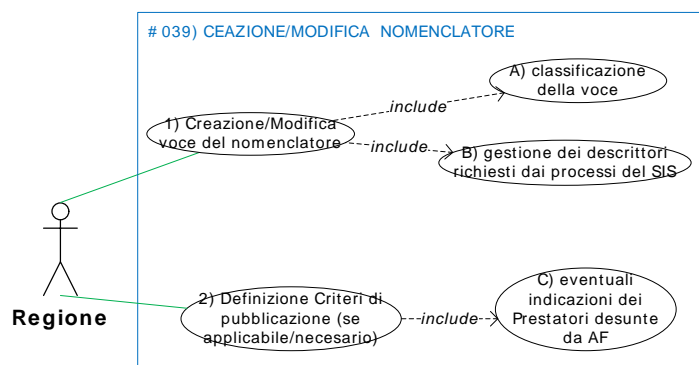 # 039) CEAZIONE/MODIFICA NOMENCLATORE
A) classificazione
della voce
include
1) Creazione/Modifica
voce del nomenclatore
include
B) gestione dei descrittori
richiesti dai processi del SIS
Regione
2) Definizione Criteri di
pubblicazione (se
applicabile/necesario)
include
C) eventuali
indicazioni dei
Prestatori desunte
da AF